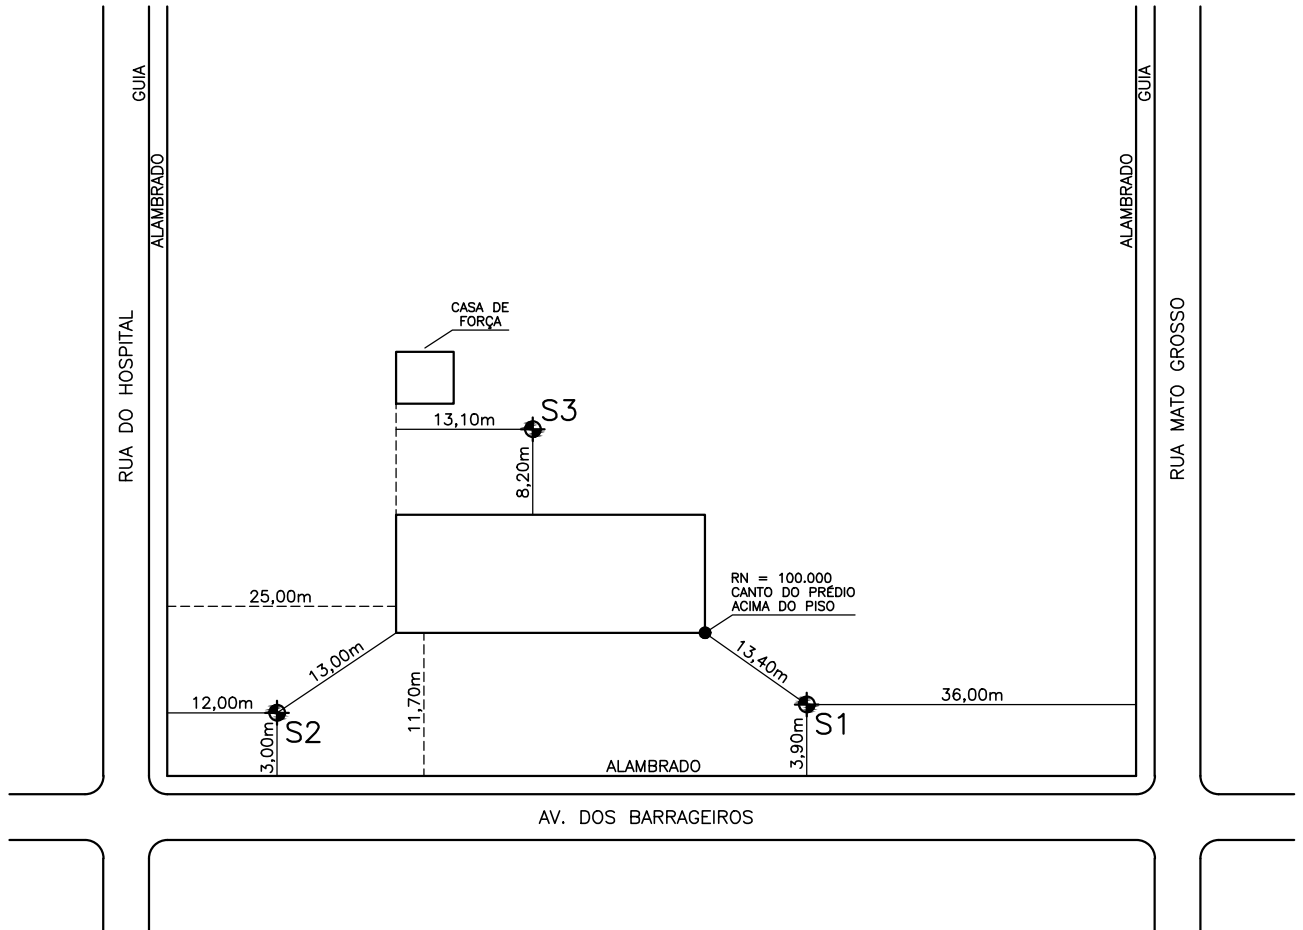 GUIA
GUIA
ALAMBRADO
ALAMBRADO
RUA DO HOSPITAL
RUA MATO GROSSO
CASA DE
FORÇA
S3
13,10m
8,20m
RN = 100.000
CANTO DO PRÉDIO
ACIMA DO PISO
25,00m
13,00m
13,40m
12,00m
S2
3,00m
11,70m
36,00m
S1
3,90m
ALAMBRADO
AV. DOS BARRAGEIROS